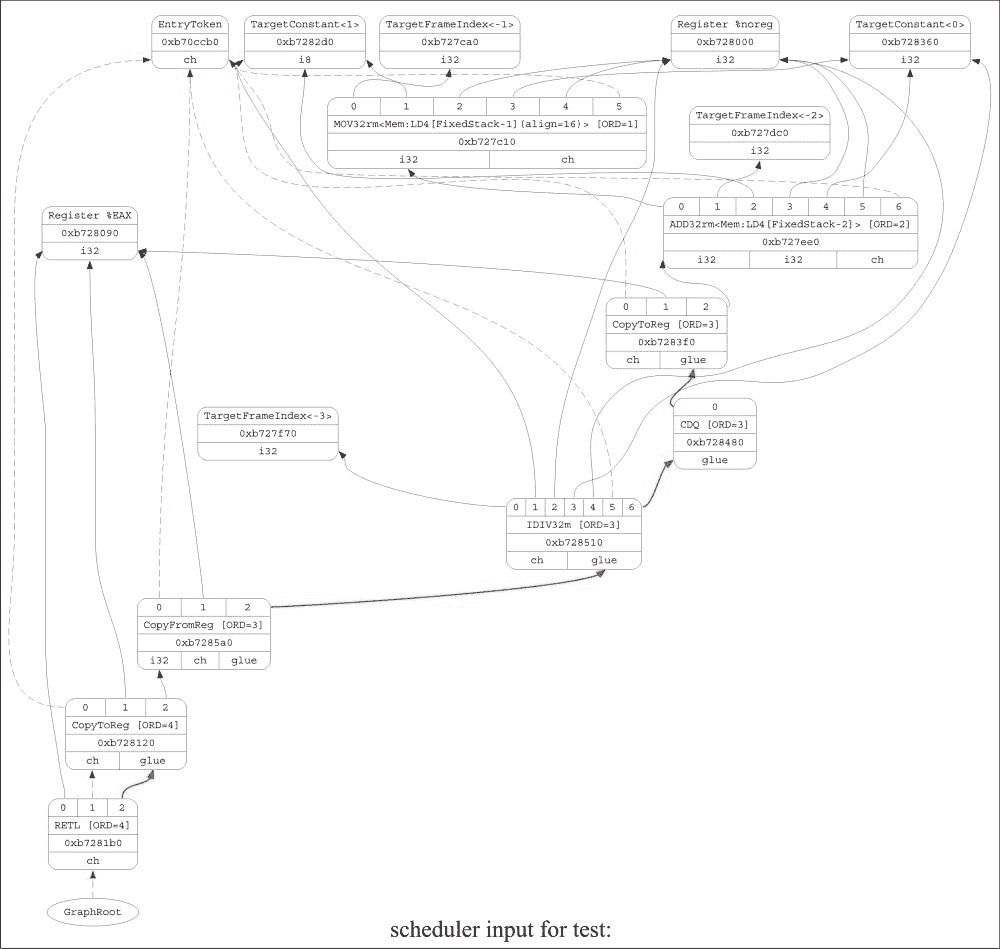 EntryToken
0xb70ccb0
ch
TargetConstant<1>
0xb7282d0
i8
TargetFrameIndex<-1>
0xb727ca0
i32
Register %noreg
0xb728000
i32
TargetConstant<0>
0xb728360
i32
0 1 2 3 4 5
MOV32rm<Mem:LD4[FixedStack-1](align=16)> [ORD=1]
0xb727c10
i32 ch
TargetFrameIndex<-2>
0xb727dc0
i32
0 1 2 3 4 5 6
ADD32rm<Mem:LD4[FixedStack-2]> [ORD=2]
0xb727ee0
i32 i32 ch
Register %EAX
0xb728090
i32
0 1 2
CopyToReg [ORD=3]
0xb7283f0
ch glue
TargetFrameIndex<-3>
0xb727f70
i32
0
CDQ [ORD=3]
0xb728480
glue
0 1 2 3 4 5 6
IDIV32m [ORD=3]
0xb728510
ch glue
0 1 2
CopyFromReg [ORD=3]
0xb7285a0
i32 ch glue
0 1 2
CopyToReg [ORD=4]
0xb728120
ch glue
0 1 2
RETL [ORD=4]
0xb7281b0
ch
GraphRoot
scheduler input for test: